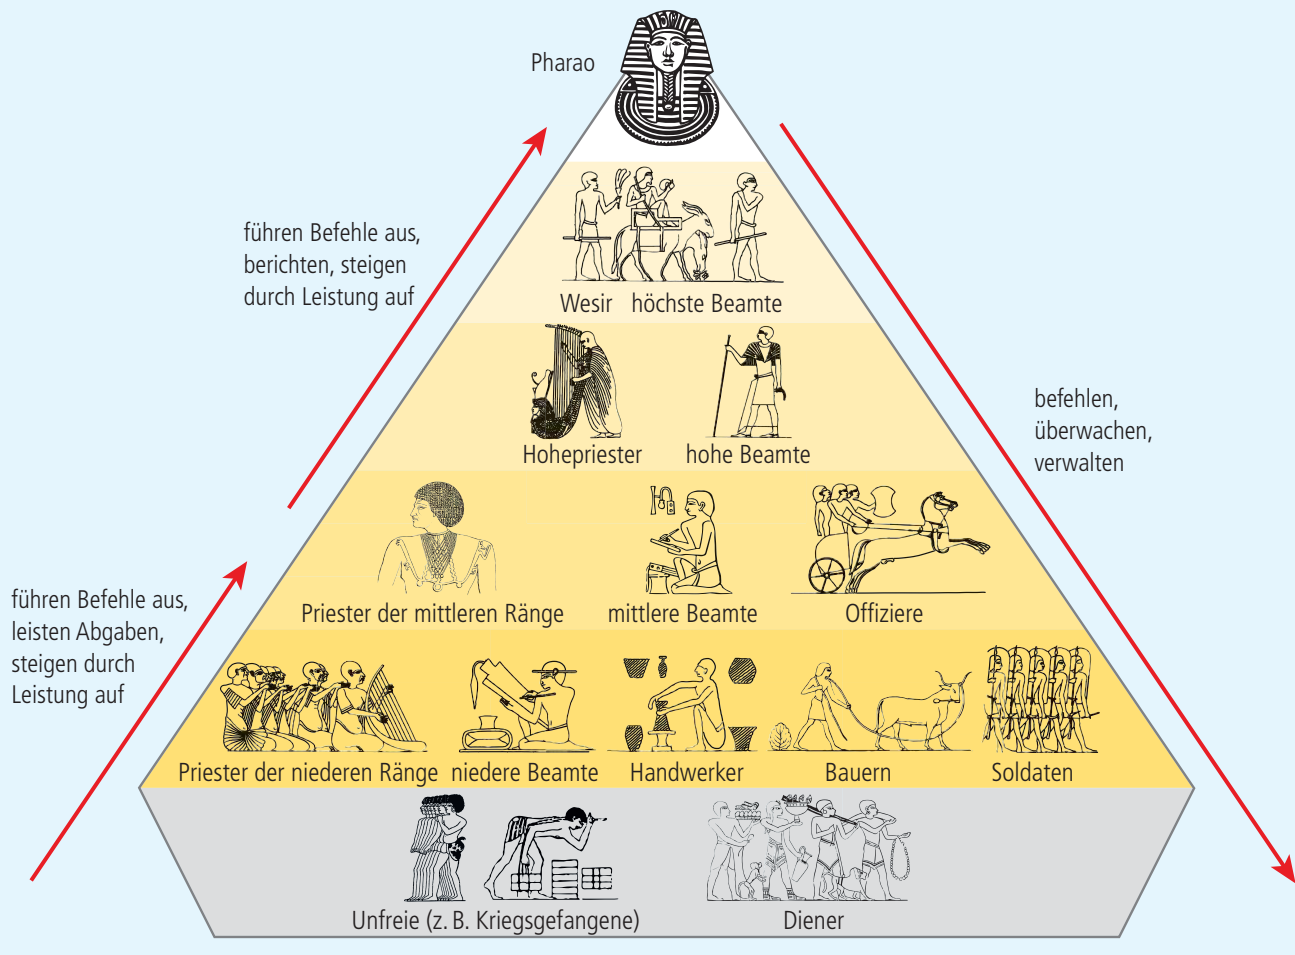 Pharao
führen Befehle aus,
berichten, steigen
durch Leistung auf
Wesir höchste Beamte
Hohepriester hohe Beamte
befehlen,
überwachen,
verwalten
Priester der mittleren Ränge mittlere Beamte Offiziere
führen Befehle aus,
leisten Abgaben,
steigen durch
Leistung auf
Priester der niederen Ränge niedere Beamte Handwerker Bauern Soldaten
Unfreie (z. B. Kriegsgefangene) Diener